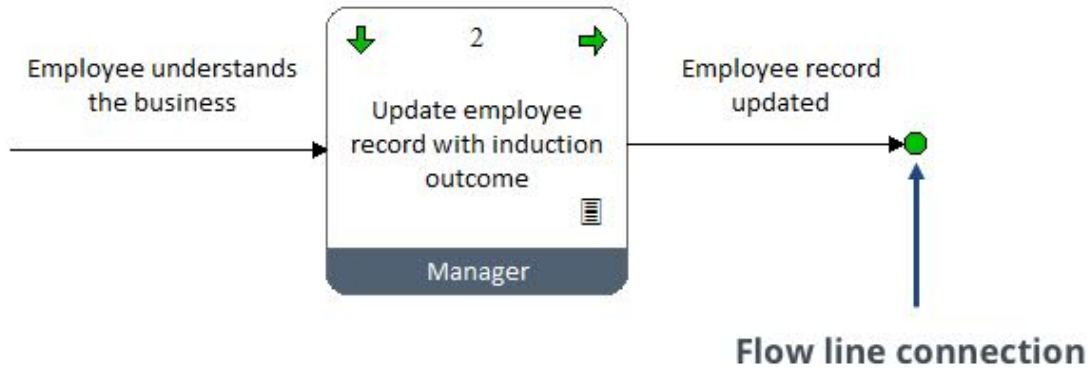 2
Employee understands
the business
Update employee
record with induction
outcome
Employee record
updated
Manager
Flow line connection